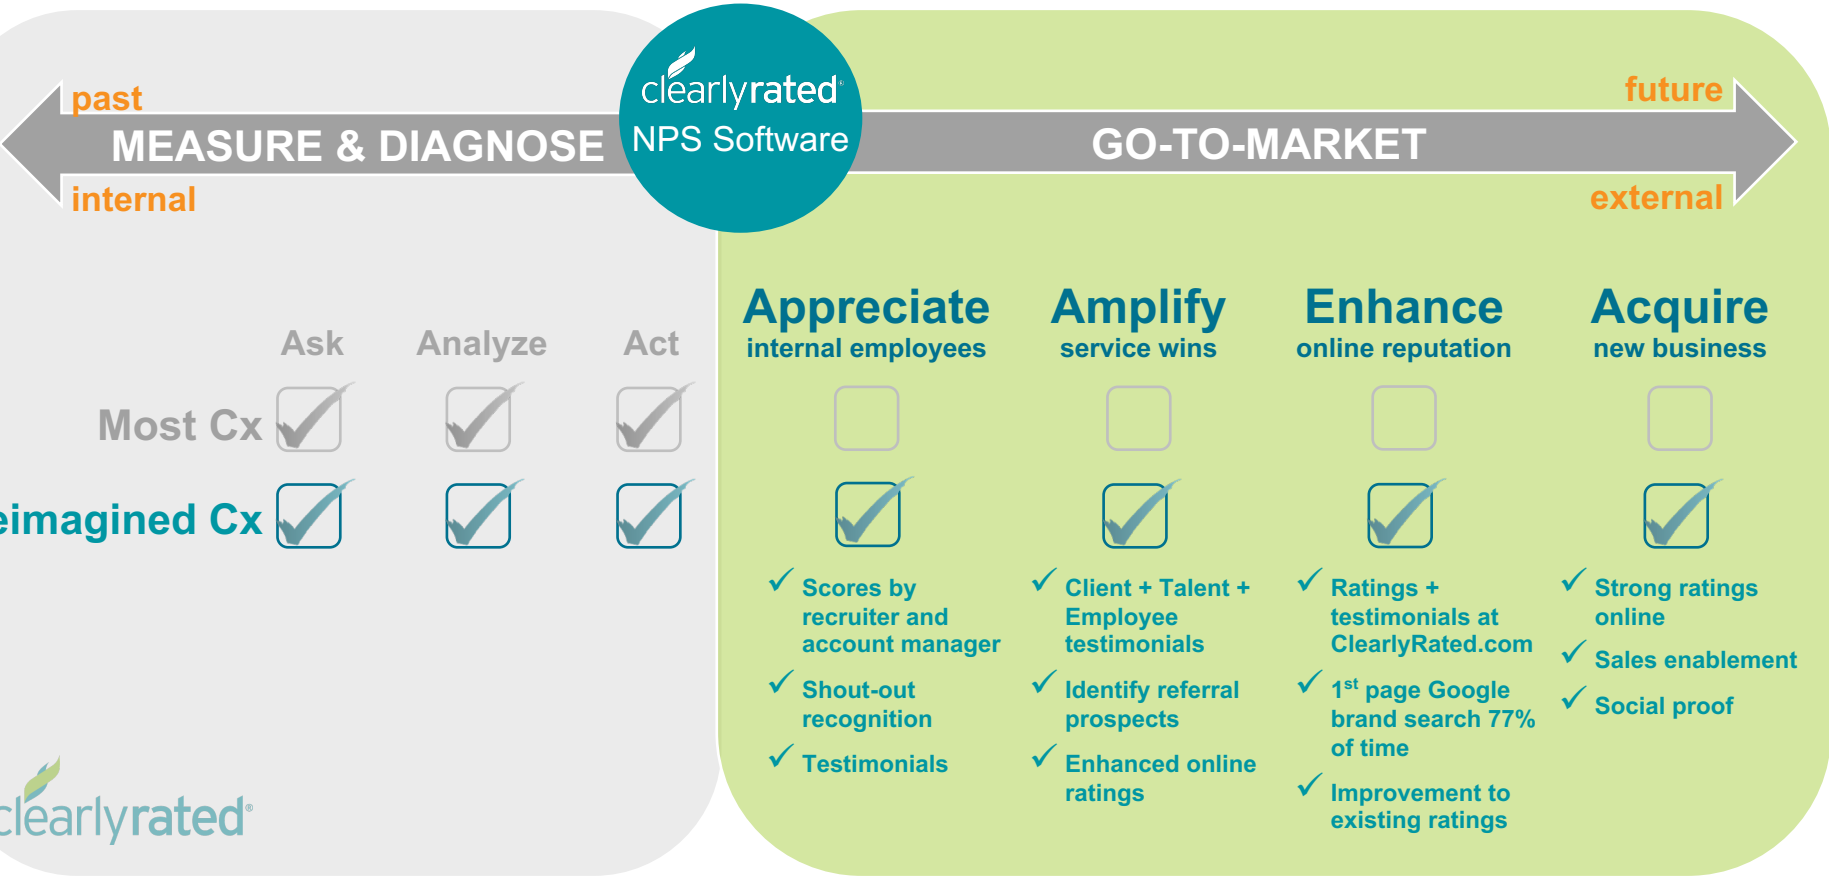 clearlyrated®
NPS Software
past
MEASURE & DIAGNOSE
internal
future
GO-TO-MARKET
external
Ask
Analyze
Act
Appreciate
internal employees
Amplify
service wins
Enhance
online reputation
Acquire
new business
Most Cx
eimagined Cx
Scores by
recruiter and
account manager
Shout-out
recognition
Testimonials
Client + Talent +
Employee
testimonials
Identify referral
prospects
Enhanced online
ratings
Ratings +
testimonials at
ClearlyRated.com
1st page Google
brand search 77%
of time
Improvement to
existing ratings
Strong ratings
online
Sales enablement
Social proof
clearlyrated®